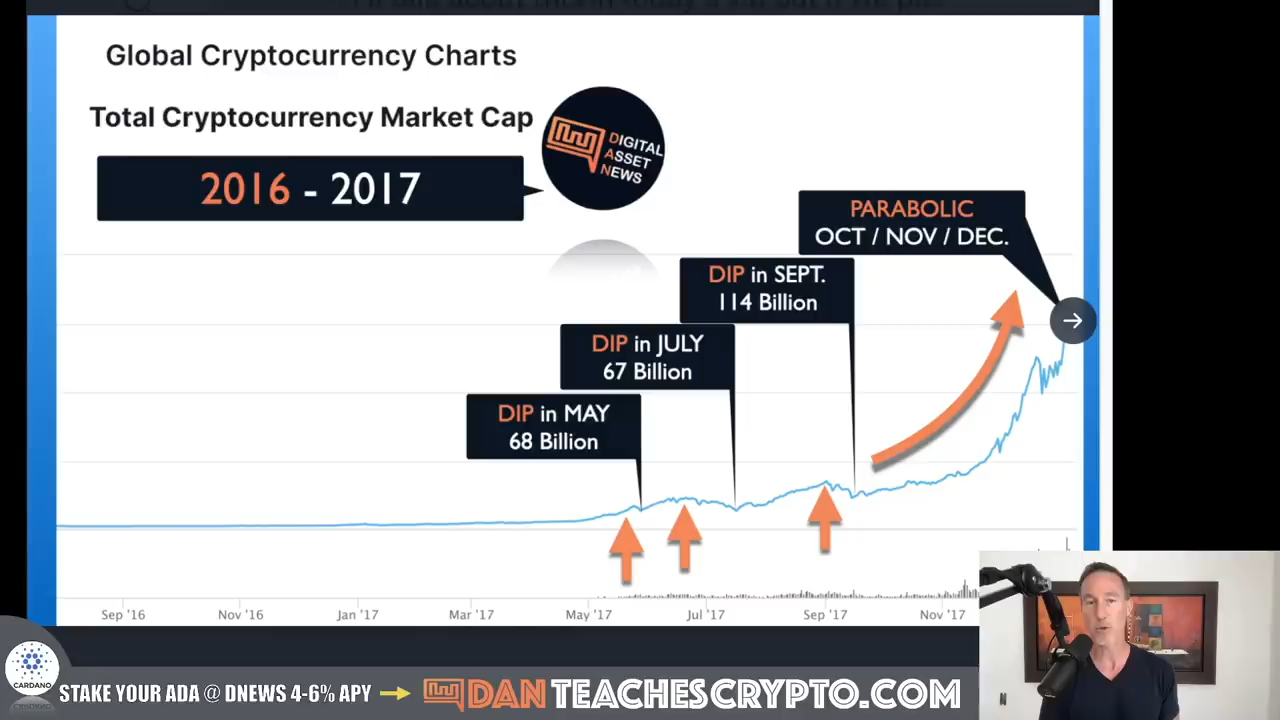 Global Cryptocurrency Charts
Total Cryptocurrency Market Cap
2016 - 2017
DIGITAL
ASSET
NEWS
PARABOLIC
OCT / NOV / DEC.
DIP in SEPT.
114 Billion
DIP in JULY
67 Billion
DIP in MAY
68 Billion
Sep '16
Nov '16
Jan '17
Mar '17
May '17
Jul '17
Sep '17
Nov '17
CARDANO
STAKE YOUR ADA @ DNEWS 4-6% APY
DANTEACHESCRYPTO.COM